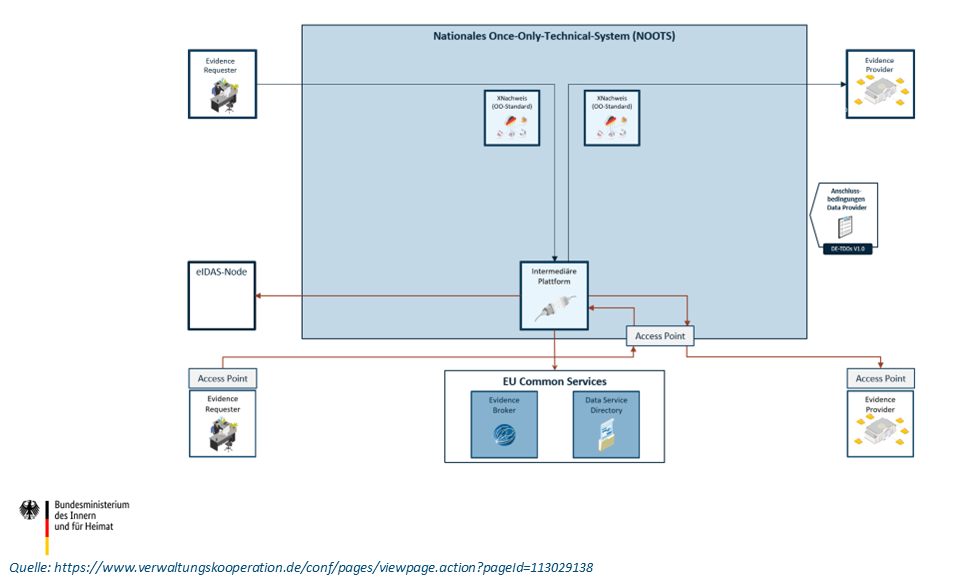 Nationales Once-Only-Technical-System (NOOTS)
Evidence
Requester
XNachweis
(OO-Standard)
XNachweis
(OO-Standard)
Evidence
Provider
Anschluss-
bedingungen
Data Provider
DE-TDOs V1.0
eIDAS-Node
Intermediäre
Plattform
Access Point
Access Point
Evidence
Requester
EU Common Services
Evidence
Broker
Data Service
Directory
Access Point
Evidence
Provider
Bundesministerium
des Innern
und für Heimat
Quelle: https://www.verwaltungskooperation.de/conf/pages/viewpage.action?pageId=113029138